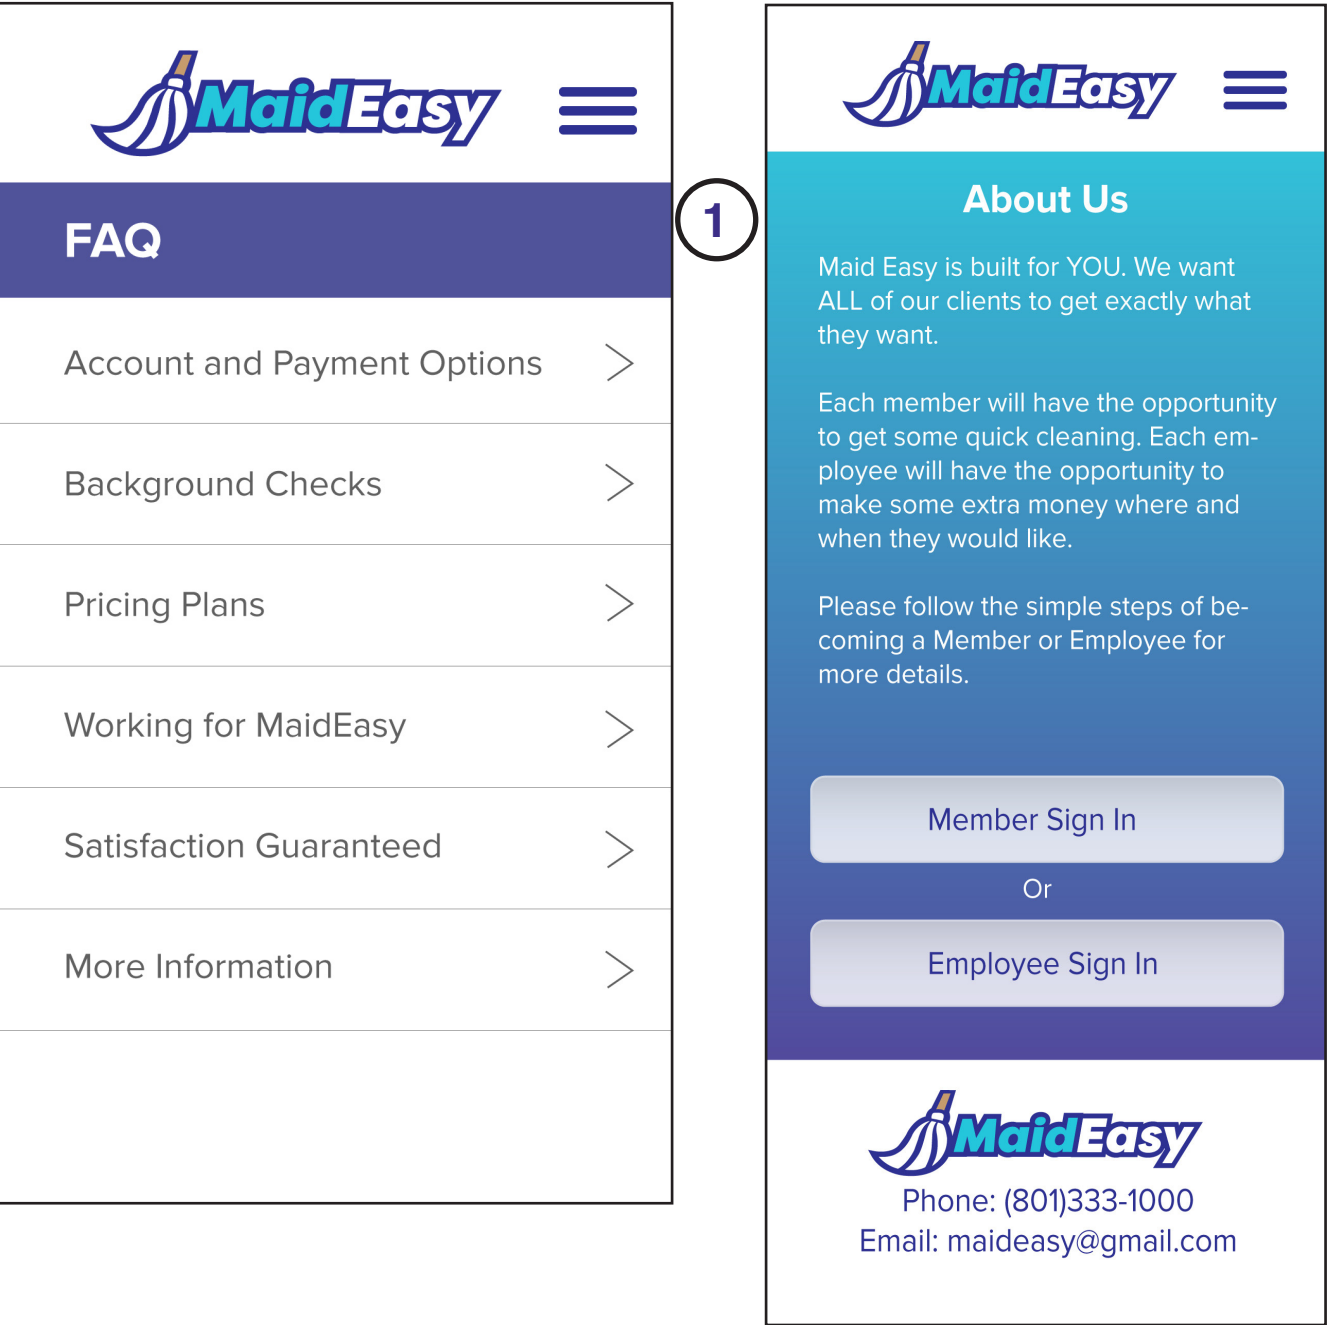 MaidEasy
FAQ
Account and Payment Options
Background Checks
Pricing Plans
Working for MaidEasy
Satisfaction Guaranteed
More Information
1
MaidEasy
About Us
Maid Easy is built for YOU. We want
ALL of our clients to get exactly what
they want.
Each member will have the opportunity
to get some quick cleaning. Each em-
ployee will have the opportunity to
make some extra money where and
when they would like.
Please follow the simple steps of be-
coming a Member or Employee for
more details.
Member Sign In
Or
Employee Sign In
MaidEasy
Phone: (801)333-1000
Email: maideasy@gmail.com